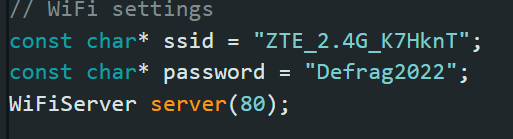 // WiFi settings
const char* ssid = "ZTE_2.4G_K7HknT";
const char* password = "Defrag2022";
WiFiServer server(80);